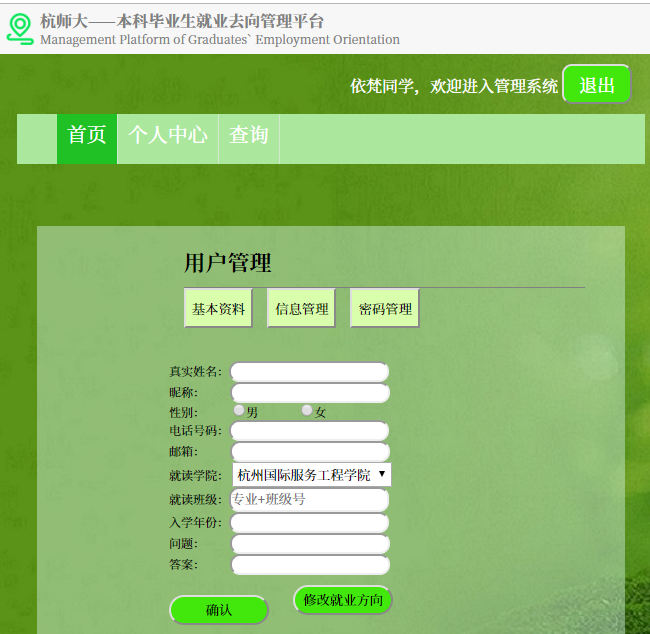 杭师大——本科毕业生就业去向管理平台
Management Platform of Graduates` Employment Orientation
依梵同学，欢迎进入管理系统 退出
首页 个人中心 查询
用户管理
基本资料 信息管理 密码管理
真实姓名：
昵称：
性别： 男 女
电话号码：
邮箱：
就读学院： 杭州国际服务工程学院
就读班级： 专业+班级号
入学年份：
问题：
答案：
确认 修改就业方向